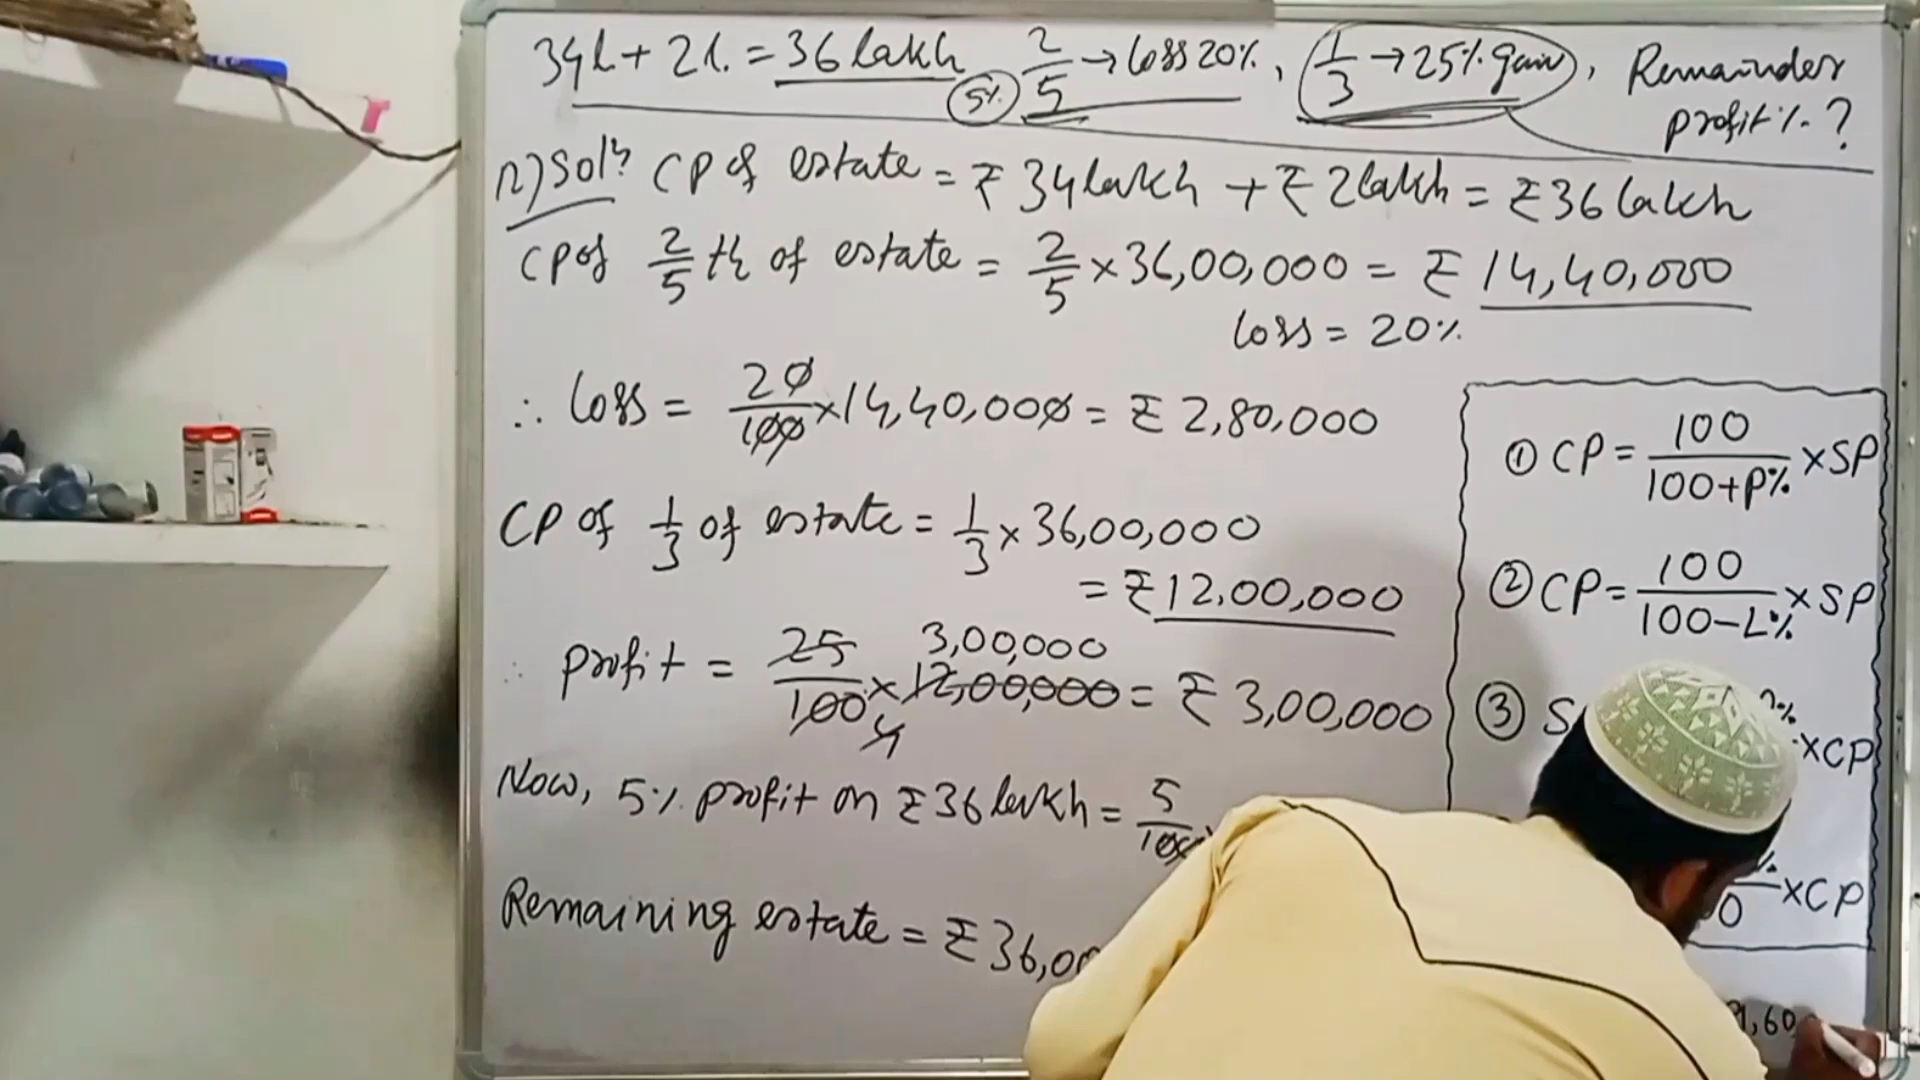 34l + 2l. = 36 lakh 5% 2/5 → loss 20%, 1/3 → 25% gain, Remainder
profit %. ?
12) Solⁿ: CP of estate = ₹ 34 lakh + ₹ 2 lakh = ₹ 36 lakh
CP of 2/5 th of estate = 2/5 × 36,00,000 = ₹ 14,40,000
loss = 20%
∴ loss = 20/100 × 14,40,000 = ₹ 2,80,000
CP of 1/3 of estate = 1/3 × 36,00,000
= ₹ 12,00,000
3,00,000
∴ Profit = 25/100 × 12,00,000 = ₹ 3,00,000
4
Now, 5% profit on ₹ 36 lakh = 5/100
Remaining estate = ₹ 36,00
① CP = 100/100+P% × SP
② CP = 100/100-L% × SP
③ S % × CP
% 0 × CP
1,60